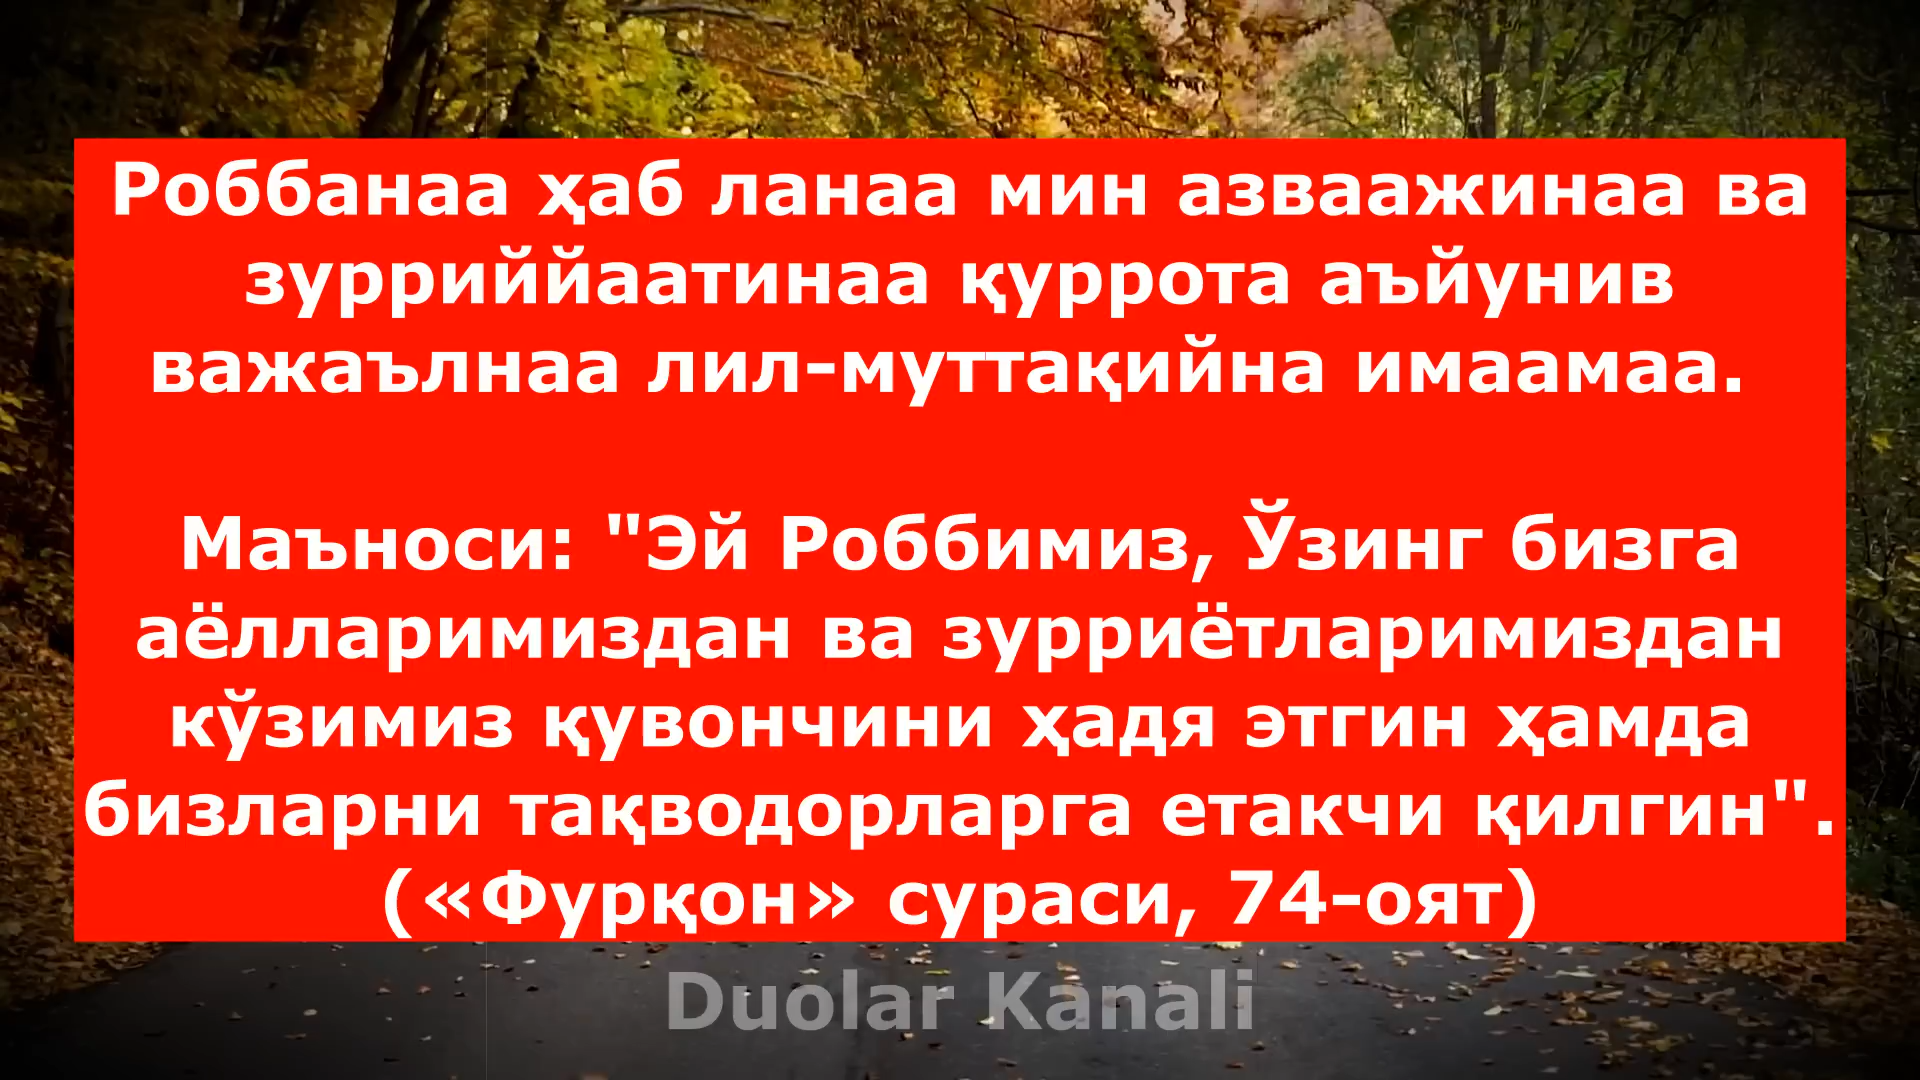 Роббанаа ҳаб ланаа мин азваажинаа ва
зурриййаатинаа қуррота аъйунив
важаълнаа лил-муттақийна имаамаа.
Маъноси: "Эй Роббимиз, Ўзинг бизга
аёлларимиздан ва зурриётларимиздан
кўзимиз қувончини ҳадя этгин ҳамда
бизларни тақводорларга етакчи қилгин".
(«Фурқон» сураси, 74-оят)
Duolar Kanali